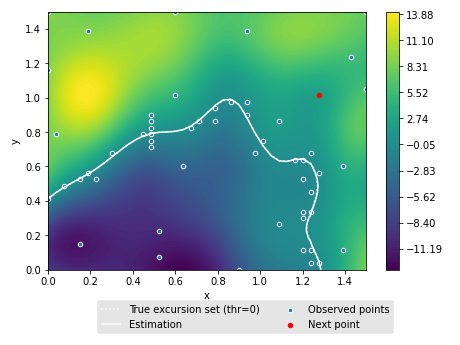 1.4
1.2
1.0
0.8
0.6
0.4
0.2
0.0
y
0.0 0.2 0.4 0.6 0.8 1.0 1.2 1.4
x
13.88
11.10
8.31
5.52
2.74
−0.05
−2.83
−5.62
−8.40
−11.19
True excursion set (thr=0)
Estimation
Observed points
Next point